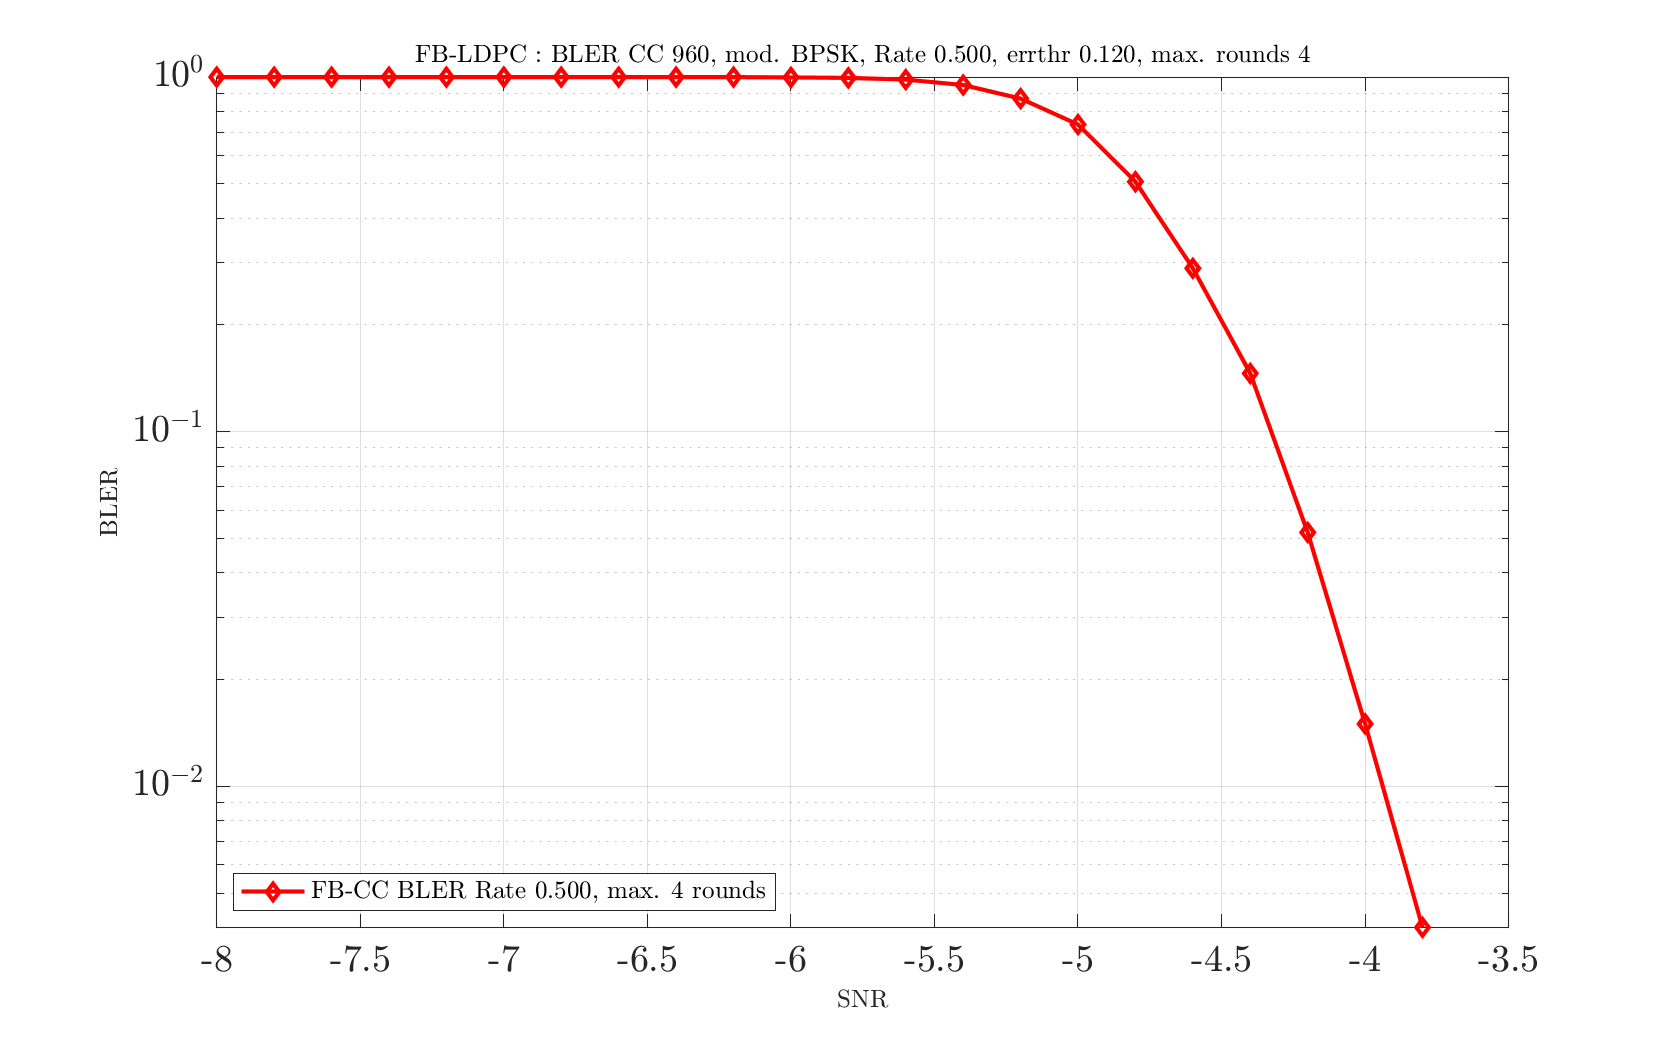 FB-LDPC : BLER CC 960, mod. BPSK, Rate 0.500, errthr 0.120, max. rounds 4
10^0
10^-1
10^-2
BLER
FB-CC BLER Rate 0.500, max. 4 rounds
-8 -7.5 -7 -6.5 -6 -5.5 -5 -4.5 -4 -3.5
SNR